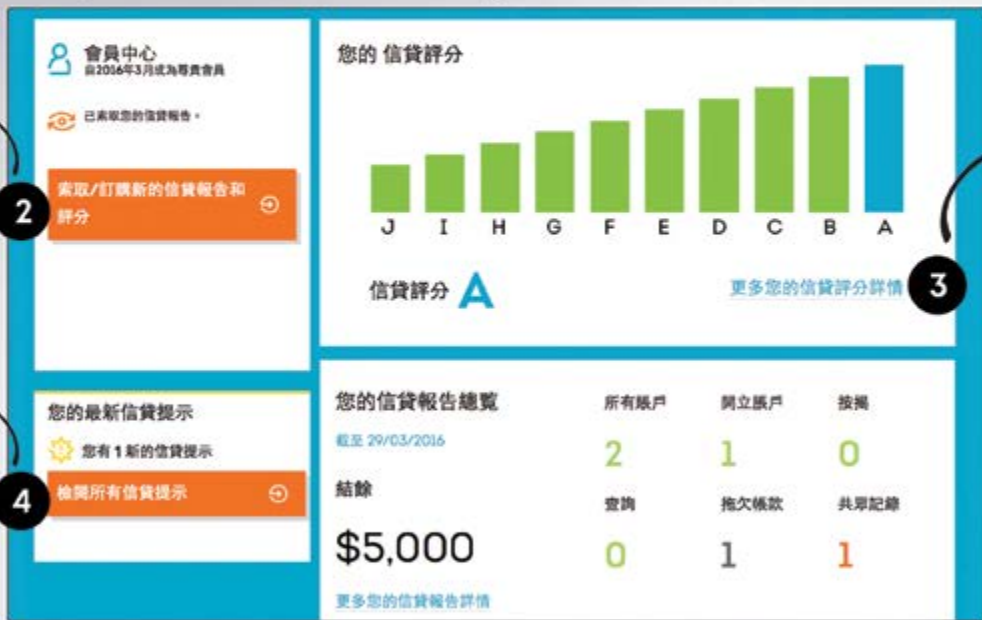 會員中心
自2016年3月成為尊貴會員
已索取您的信貸報告。
2
索取/訂購新的信貸報告和
評分
您的 信貸評分
J I H G F E D C B A
信貸評分 A
更多您的信貸評分詳情
3
您的最新信貸提示
您有 1 新的信貸提示
4
檢閱所有信貸提示
您的信貸報告總覽
截至 29/03/2016
結餘
$5,000
更多您的信貸報告詳情
所有賬戶 開立賬戶 按揭
2 1 0
查詢 拖欠帳款 公眾記錄
0 1 1